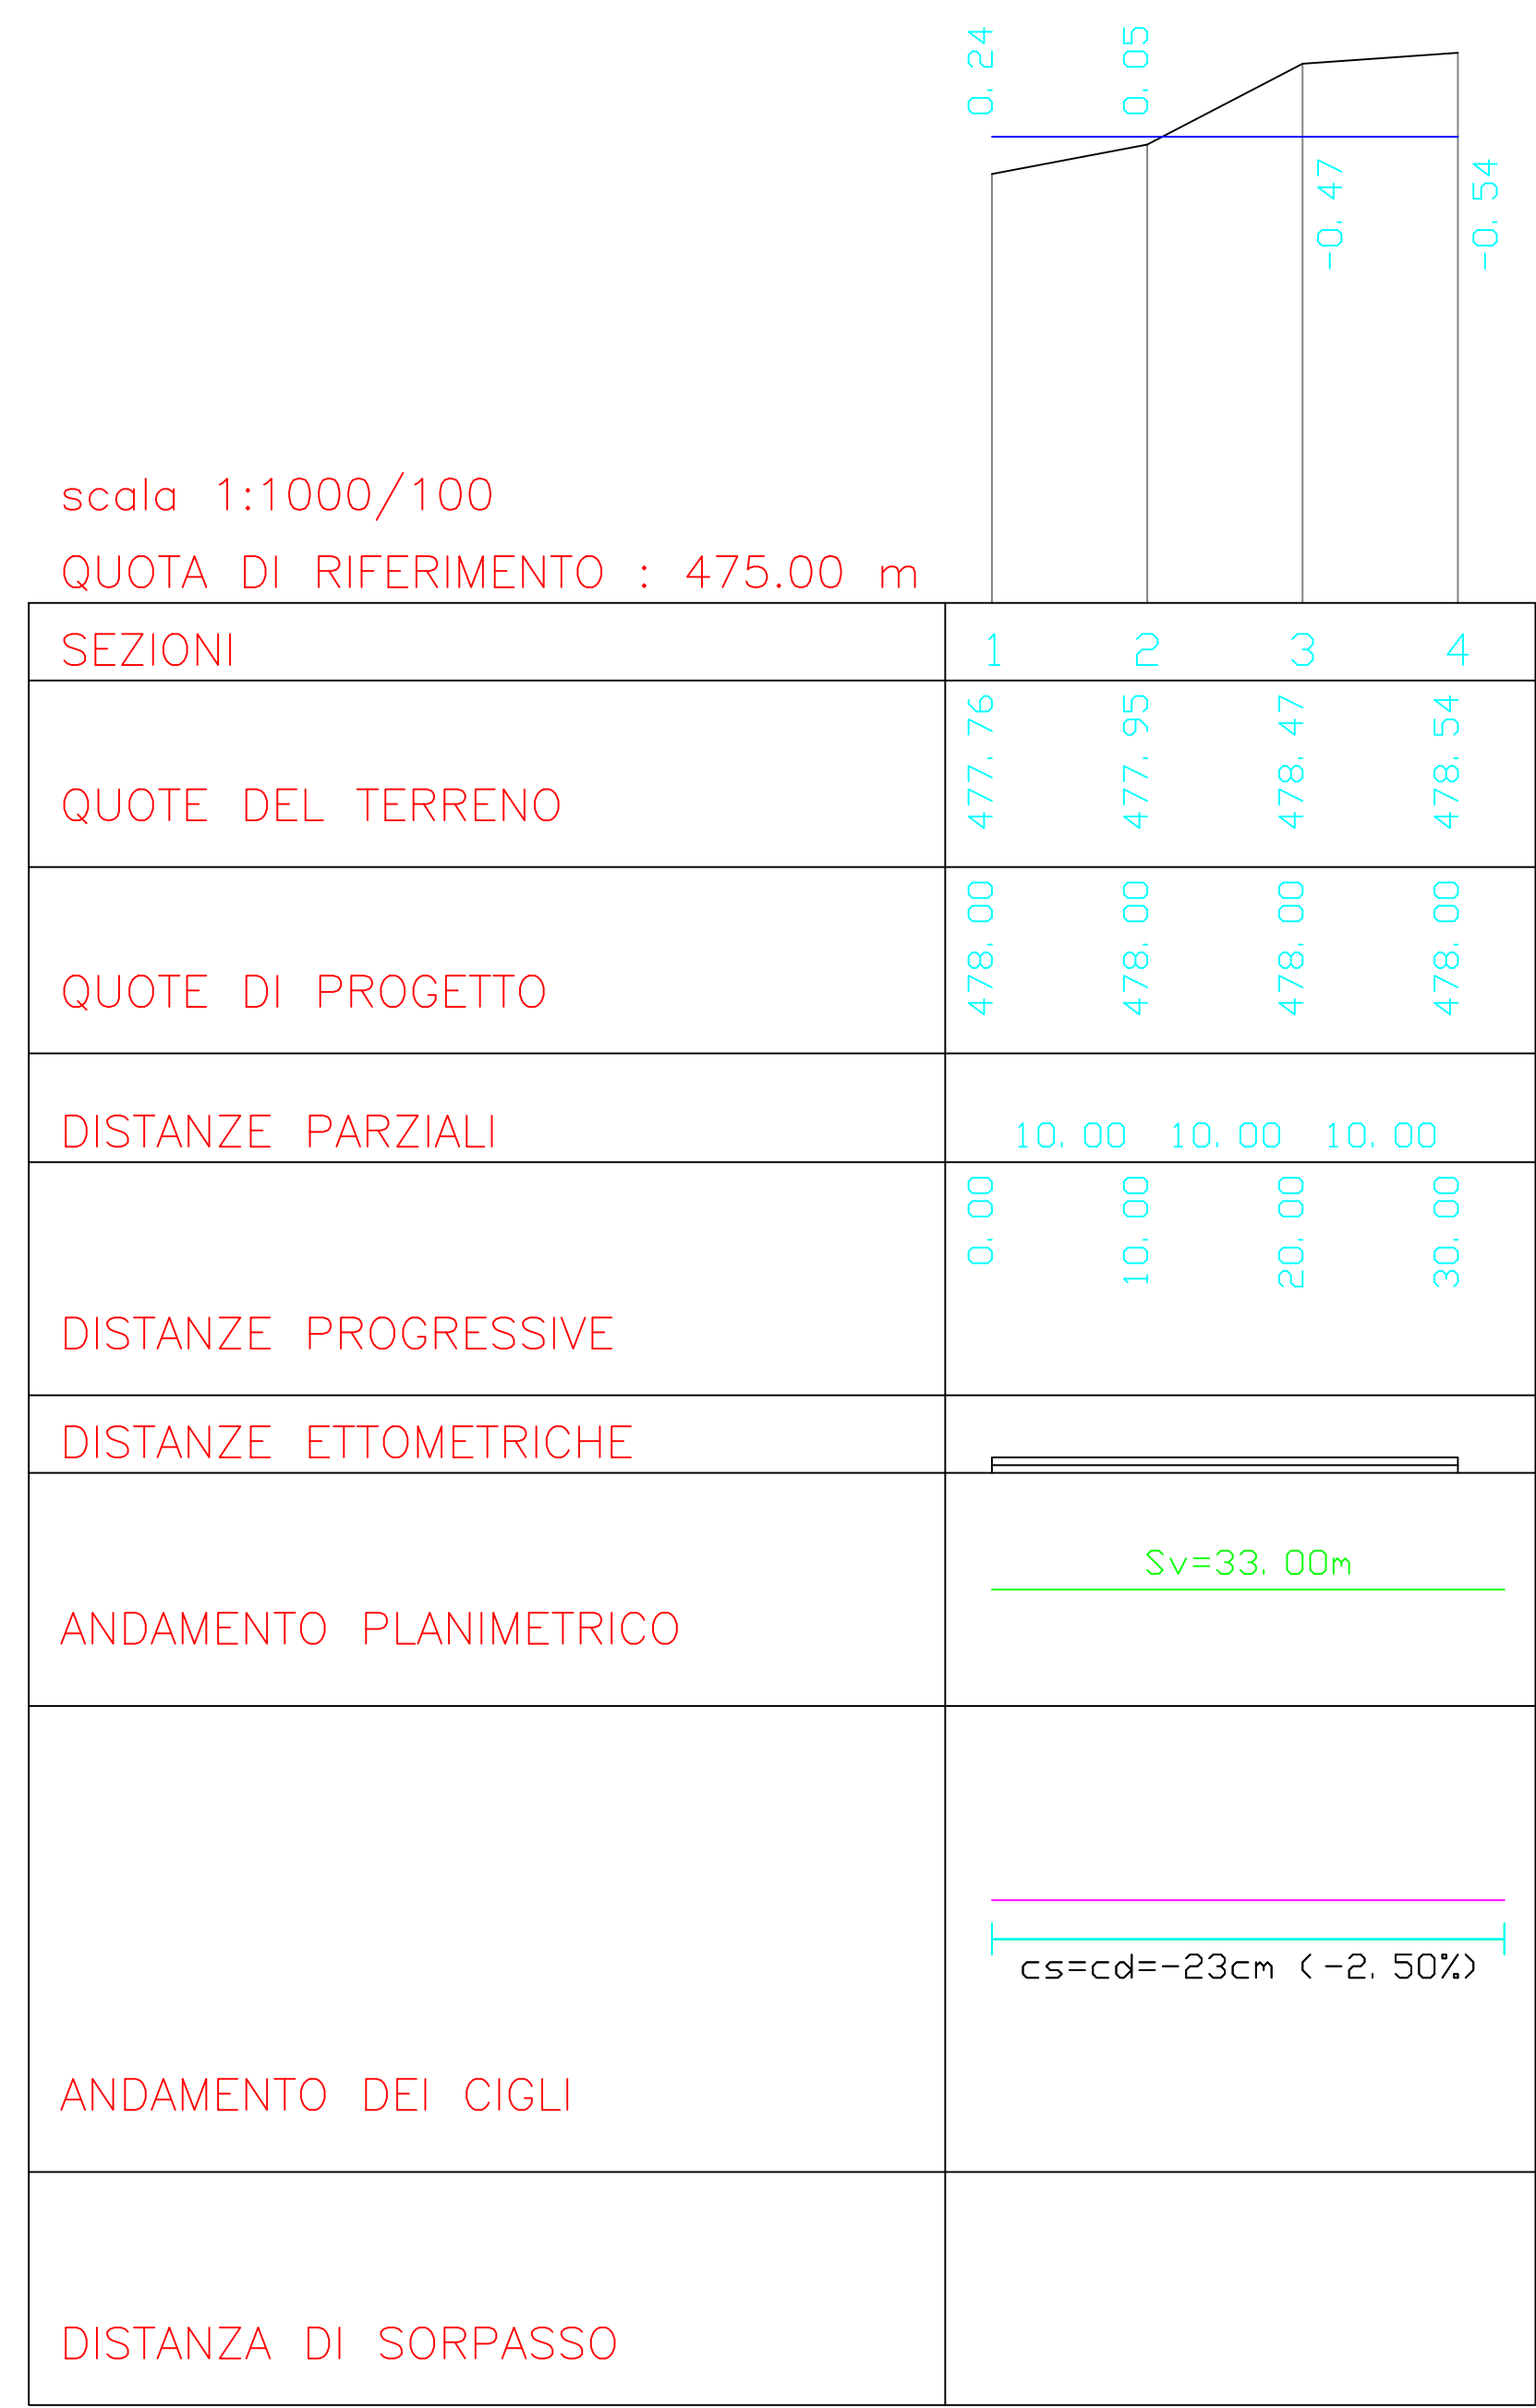 0.24 0.05
-0.47 -0.54
scala 1:1000/100
QUOTA DI RIFERIMENTO : 475.00 m
SEZIONI 1 2 3 4
QUOTE DEL TERRENO 477.76 477.95 478.47 478.54
QUOTE DI PROGETTO 478.00 478.00 478.00 478.00
DISTANZE PARZIALI 10.00 10.00 10.00
DISTANZE PROGRESSIVE 0.00 10.00 20.00 30.00
DISTANZE ETTOMETRICHE
Sv=33.00m
ANDAMENTO PLANIMETRICO
cs=cd=-23cm (-2.50%)
ANDAMENTO DEI CIGLI
DISTANZA DI SORPASSO